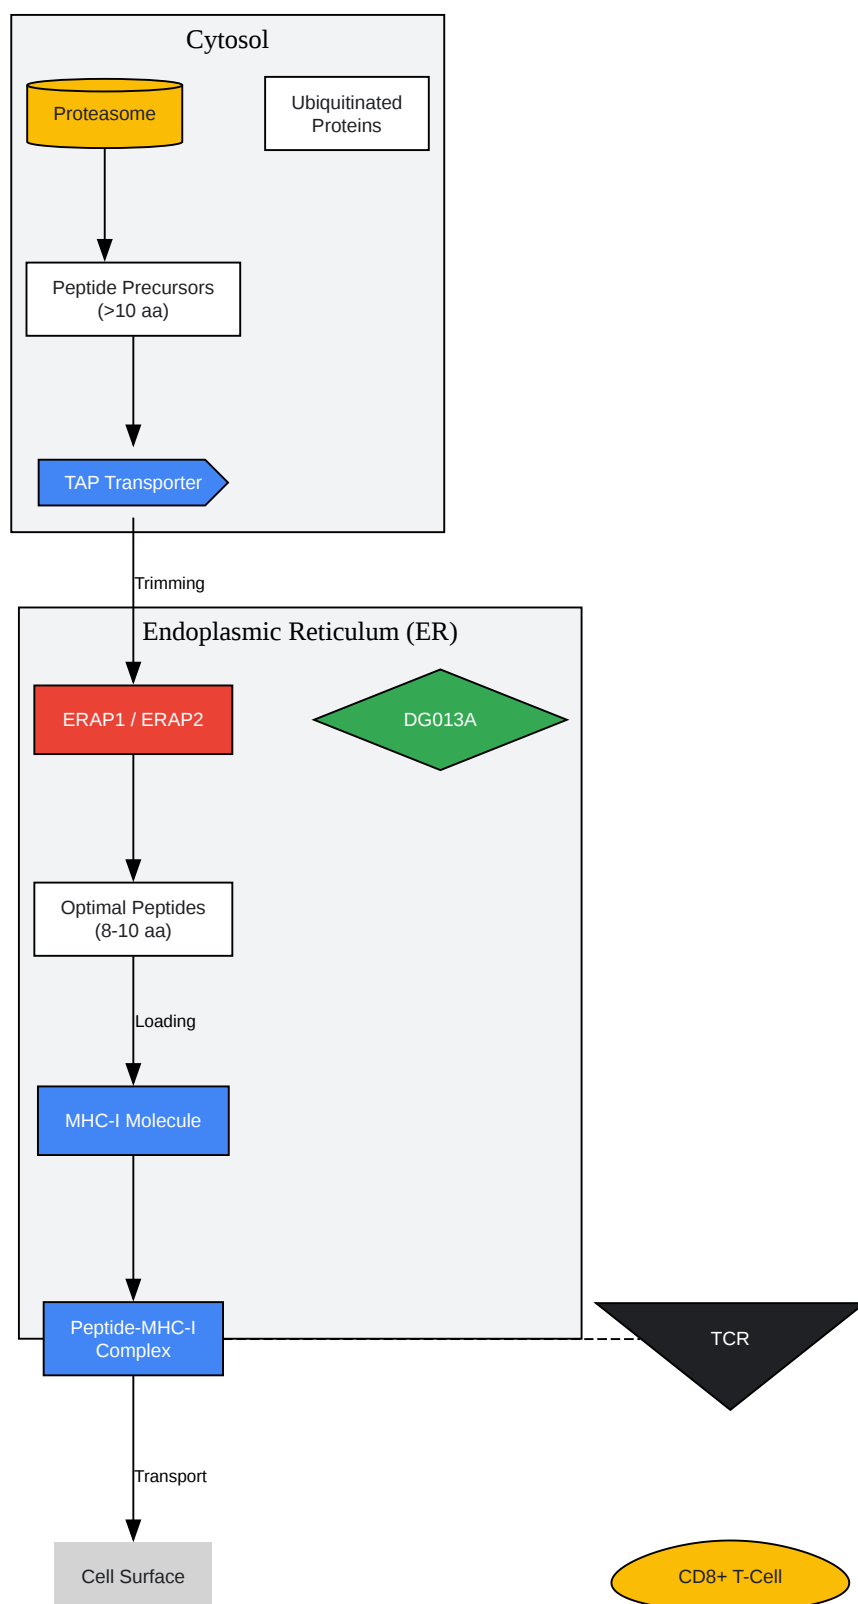 Cytosol
Proteasome
Ubiquitinated
Proteins
Peptide Precursors
(>10 aa)
TAP Transporter
Trimming
Endoplasmic Reticulum (ER)
ERAP1 / ERAP2
DG013A
Optimal Peptides
(8-10 aa)
Loading
MHC-I Molecule
Peptide-MHC-I
Complex
TCR
Transport
Cell Surface
CD8+ T-Cell